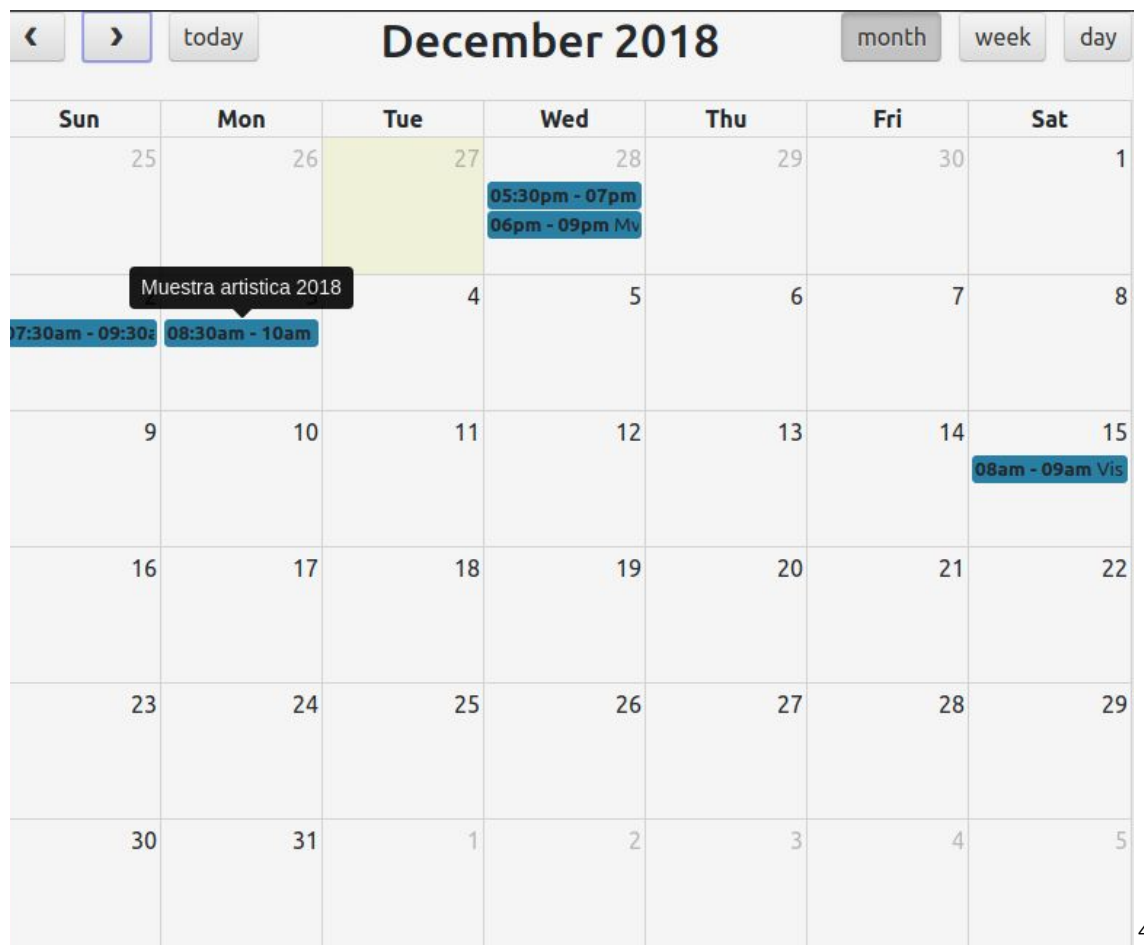 today December 2018 month week day
Sun Mon Tue Wed Thu Fri Sat
25 26 27 28 29 30 1
05:30pm - 07pm
06pm - 09pm
Muestra artistica 2018
4 5 6 7 8
08:30am - 10am
9 10 11 12 13 14 15
08am - 09am Vis
16 17 18 19 20 21 22
23 24 25 26 27 28 29
30 31 1 2 3 4 5